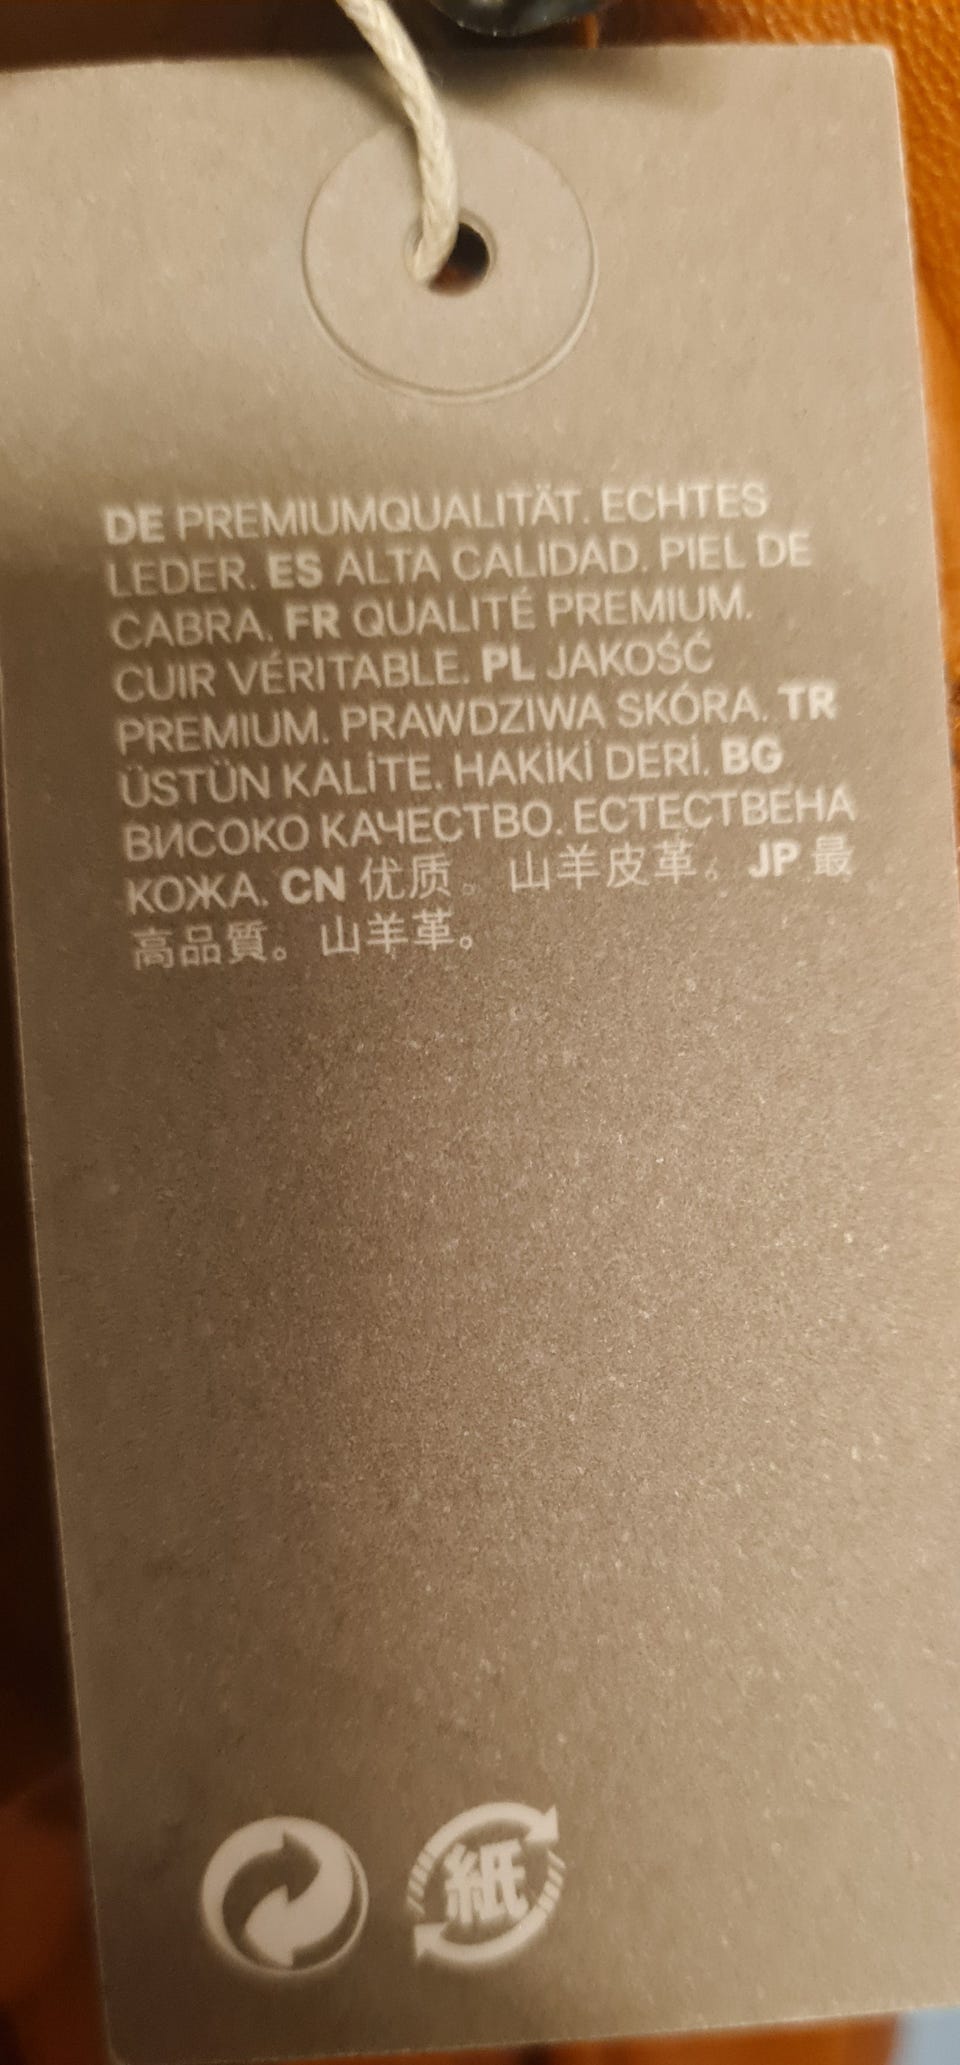 DE PREMIUMQUALITÄT. ECHTES
LEDER. ES ALTA CALIDAD. PIEL DE
CABRA. FR QUALITÉ PREMIUM.
CUIR VÉRITABLE. PL JAKOŚĆ
PREMIUM. PRAWDZIWA SKÓRA. TR
ÜSTÜN KALİTE. HAKİKİ DERİ. BG
ВИСОКО КАЧЕСТВО. ЕСТЕСТВЕНА
КОЖА. CN 优质。 山羊皮革。 JP 最
高品質。 山羊革。
紙